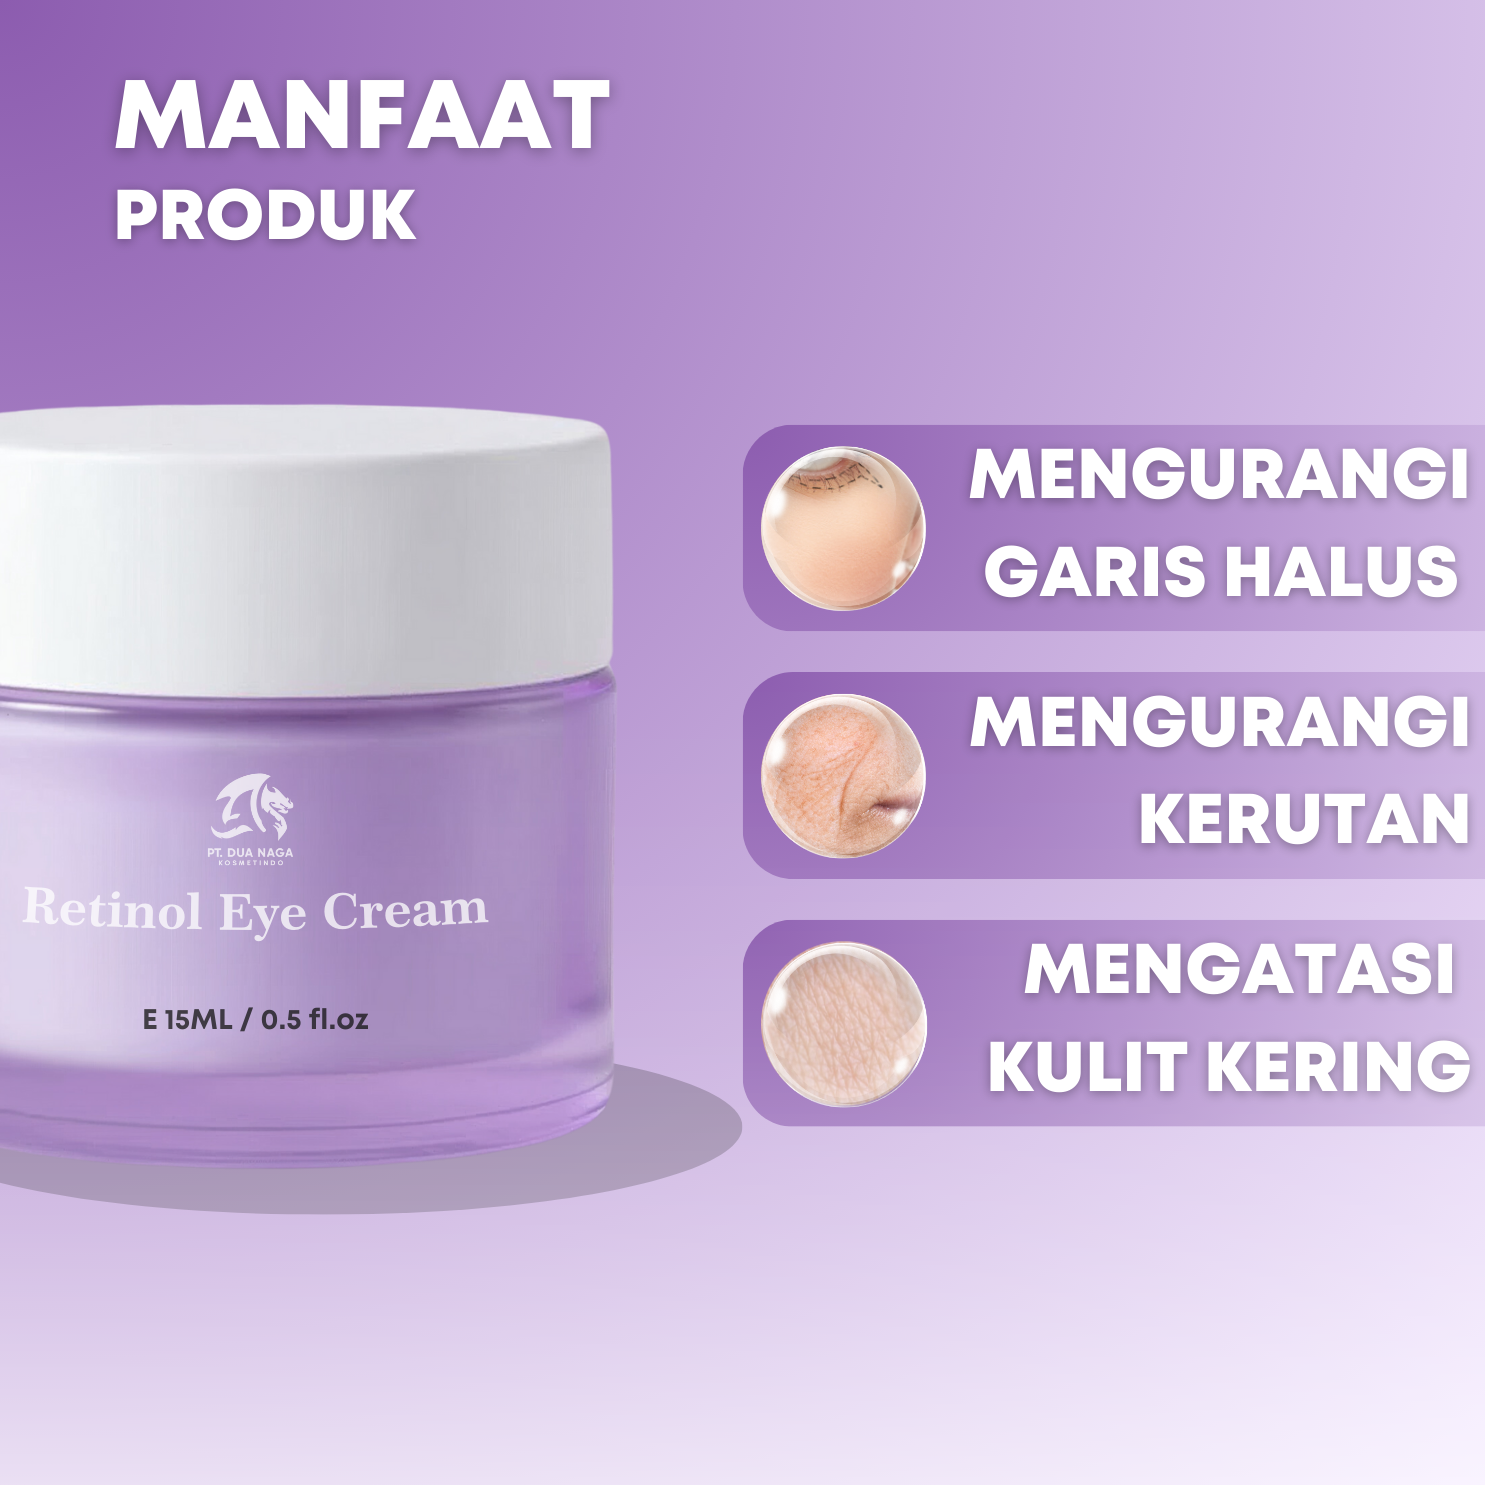 MANFAAT
PRODUK
MENGURANGI
GARIS HALUS
MENGURANGI
KERUTAN
MENGATASI
KULIT KERING
PT. DUA NAGA
KOSMETINDO
Retinol Eye Cream
E 15ML / 0.5 fl.oz